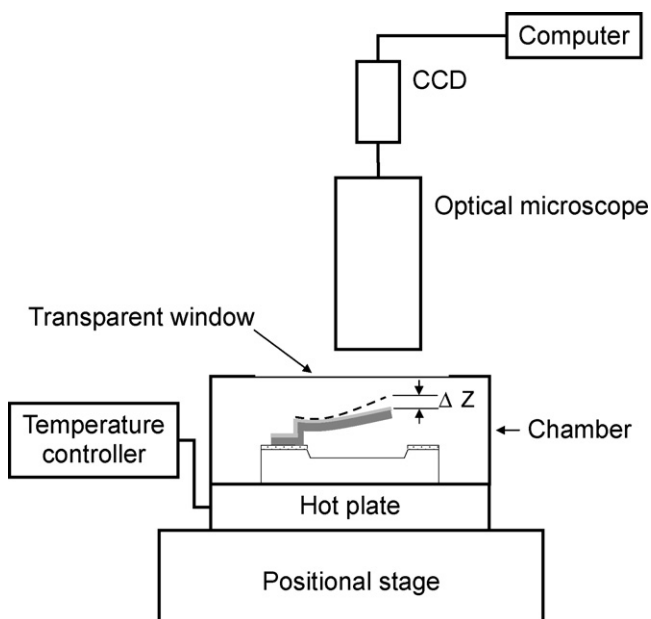 Computer
CCD
Optical microscope
Transparent window
Δ Z
Temperature
controller
Chamber
Hot plate
Positional stage